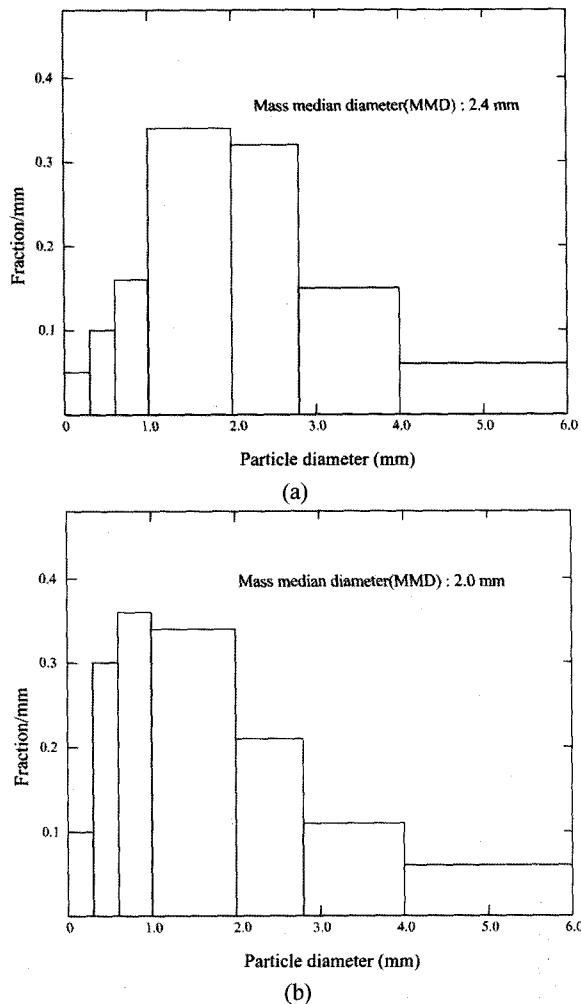 0.4
Mass median diameter(MMD) : 2.4 mm
0.3
Fraction/mm
0.2
0.1
0 1.0 2.0 3.0 4.0 5.0 6.0
Particle diameter (mm)
(a)
0.4
Mass median diameter(MMD) : 2.0 mm
0.3
Fraction/mm
0.2
0.1
0 1.0 2.0 3.0 4.0 5.0 6.0
Particle diameter (mm)
(b)